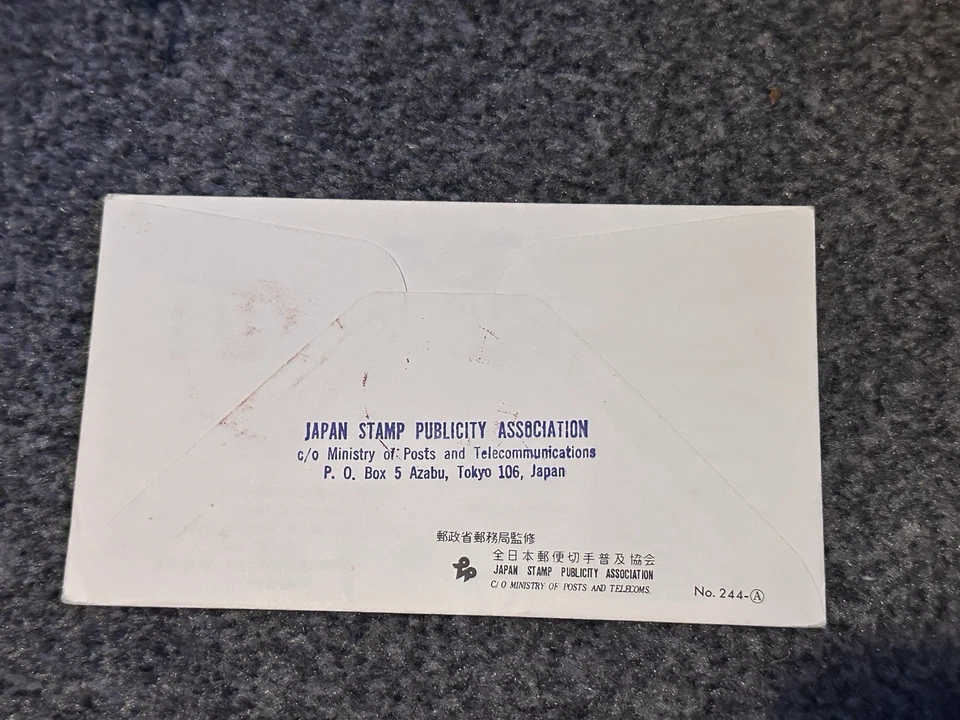 JAPAN STAMP PUBLICITY ASSOCIATION
c/o Ministry of Posts and Telecommunications
P. O. Box 5 Azabu, Tokyo 106, Japan
郵政省郵務局監修
全日本郵便切手普及協会
JAPAN STAMP PUBLICITY ASSOCIATION
C/O MINISTRY OF POSTS AND TELECOMS.
No. 244-Ⓐ